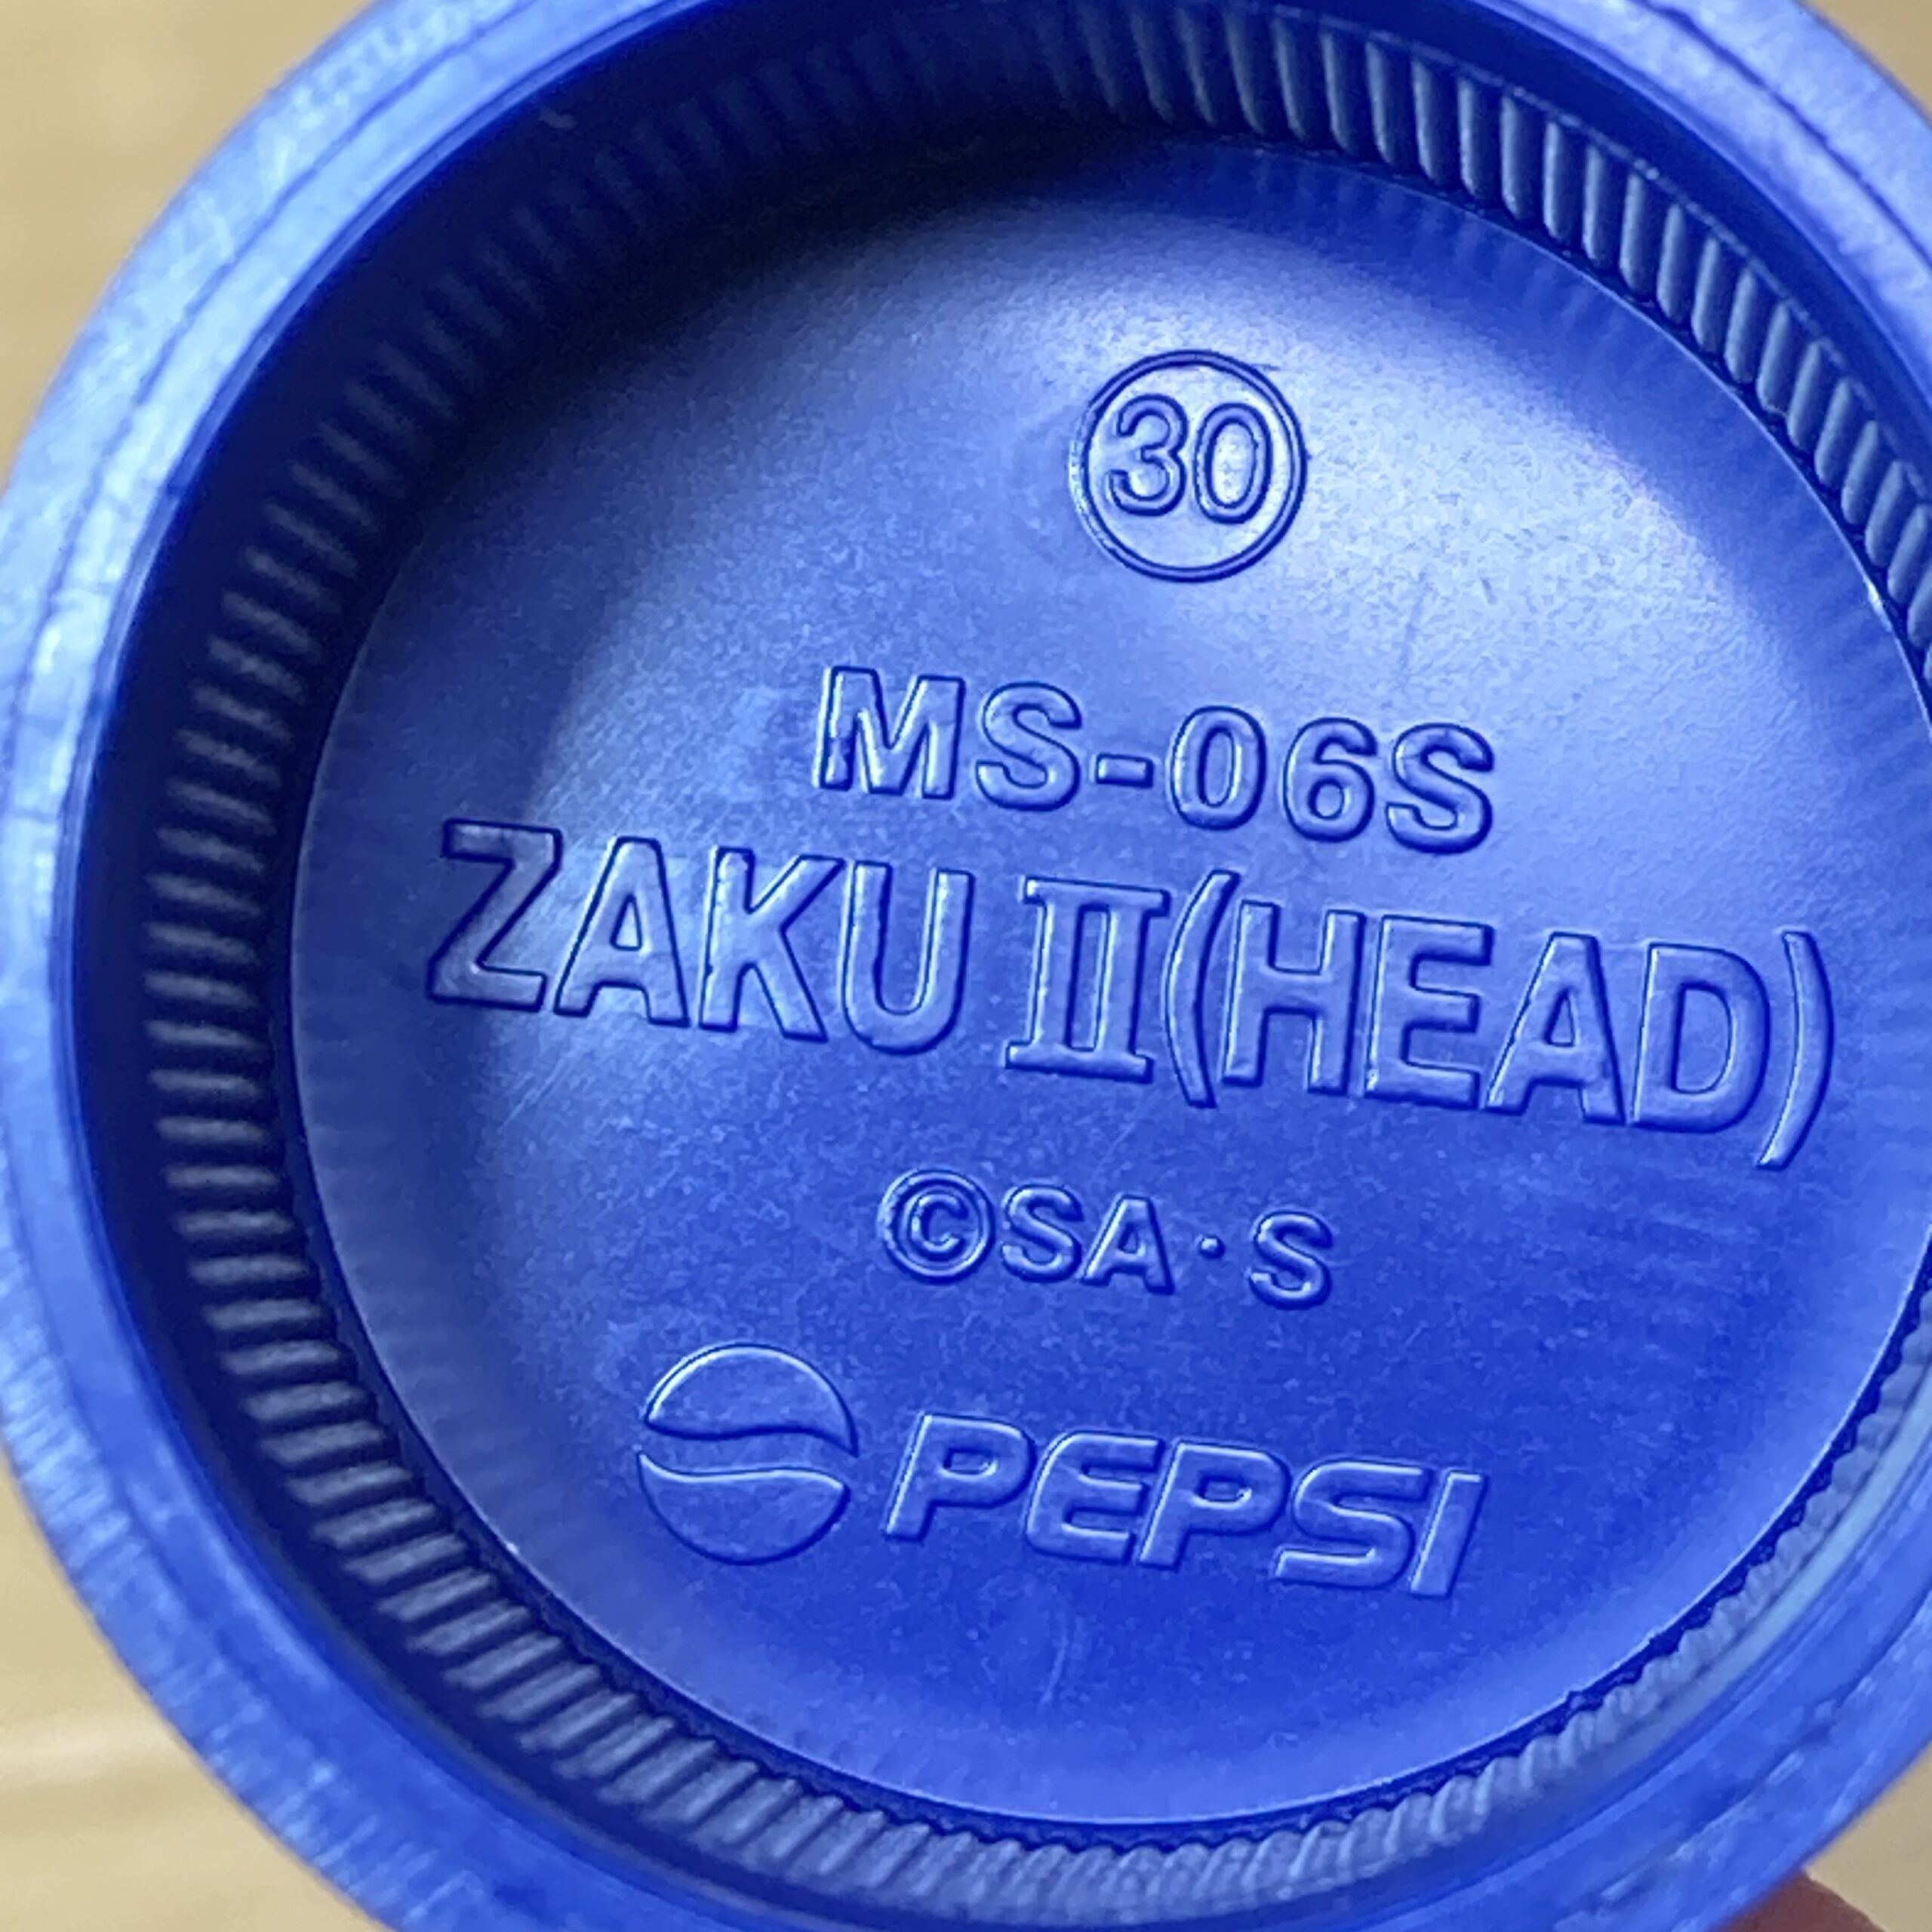 30
MS-06S
ZAKU II(HEAD)
©SA・S
PEPSI